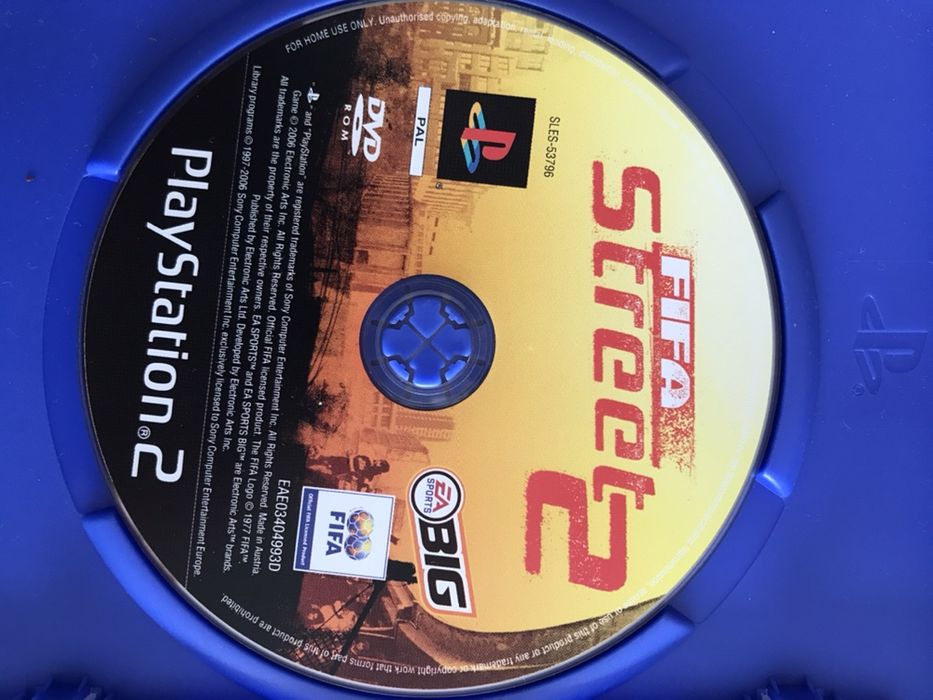 FOR HOME USE ONLY. Unauthorised copying, adaptation,
SLES-53796
FIFA
Street
2
PAL
DVD
ROM
EA
SPORTS
BIG
FIFA
Official FIFA Licensed Product
EAE03404993D
"PS" and "PlayStation" are registered trademarks of Sony Computer Entertainment Inc. All Rights Reserved.
Game © 2006 Electronic Arts Inc. All Rights Reserved. Official FIFA licensed product. The FIFA Logo © 1977 FIFA™
All trademarks are the property of their respective owners. EA SPORTS™ and EA SPORTS BIG™ are Electronic Arts™ brands.
Published by Electronic Arts Ltd. Developed by Electronic Arts Inc.
Made in Austria.
Library programs © 1997-2006 Sony Computer Entertainment Inc. exclusively licensed to Sony Computer Entertainment Europe.
PlayStation®2
use of this product or any trademark or copyright work that forms part of this product are prohibited.